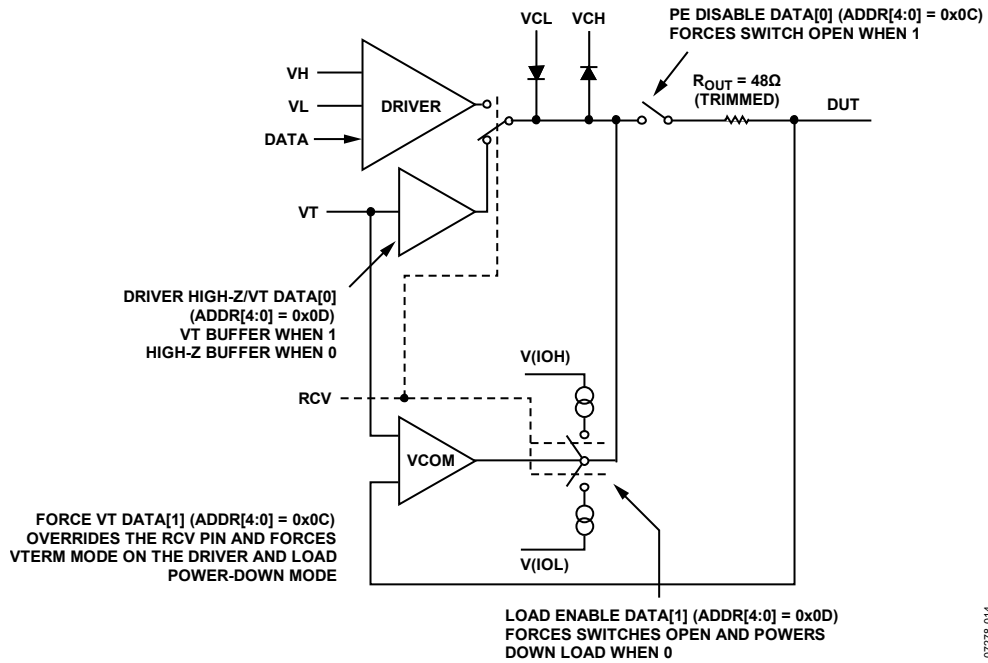 VCL
VCH
PE DISABLE DATA[0] (ADDR[4:0] = 0x0C)
FORCES SWITCH OPEN WHEN 1
VH
VL
DATA
DRIVER
ROUT = 48Ω
(TRIMMED)
DUT
VT
DRIVER HIGH-Z/VT DATA[0]
(ADDR[4:0] = 0x0D)
VT BUFFER WHEN 1
HIGH-Z BUFFER WHEN 0
V(IOH)
RCV
VCOM
FORCE VT DATA[1] (ADDR[4:0] = 0x0C)
OVERRIDES THE RCV PIN AND FORCES
VTERM MODE ON THE DRIVER AND LOAD
POWER-DOWN MODE
V(IOL)
LOAD ENABLE DATA[1] (ADDR[4:0] = 0x0D)
FORCES SWITCHES OPEN AND POWERS
DOWN LOAD WHEN 0
07278-014